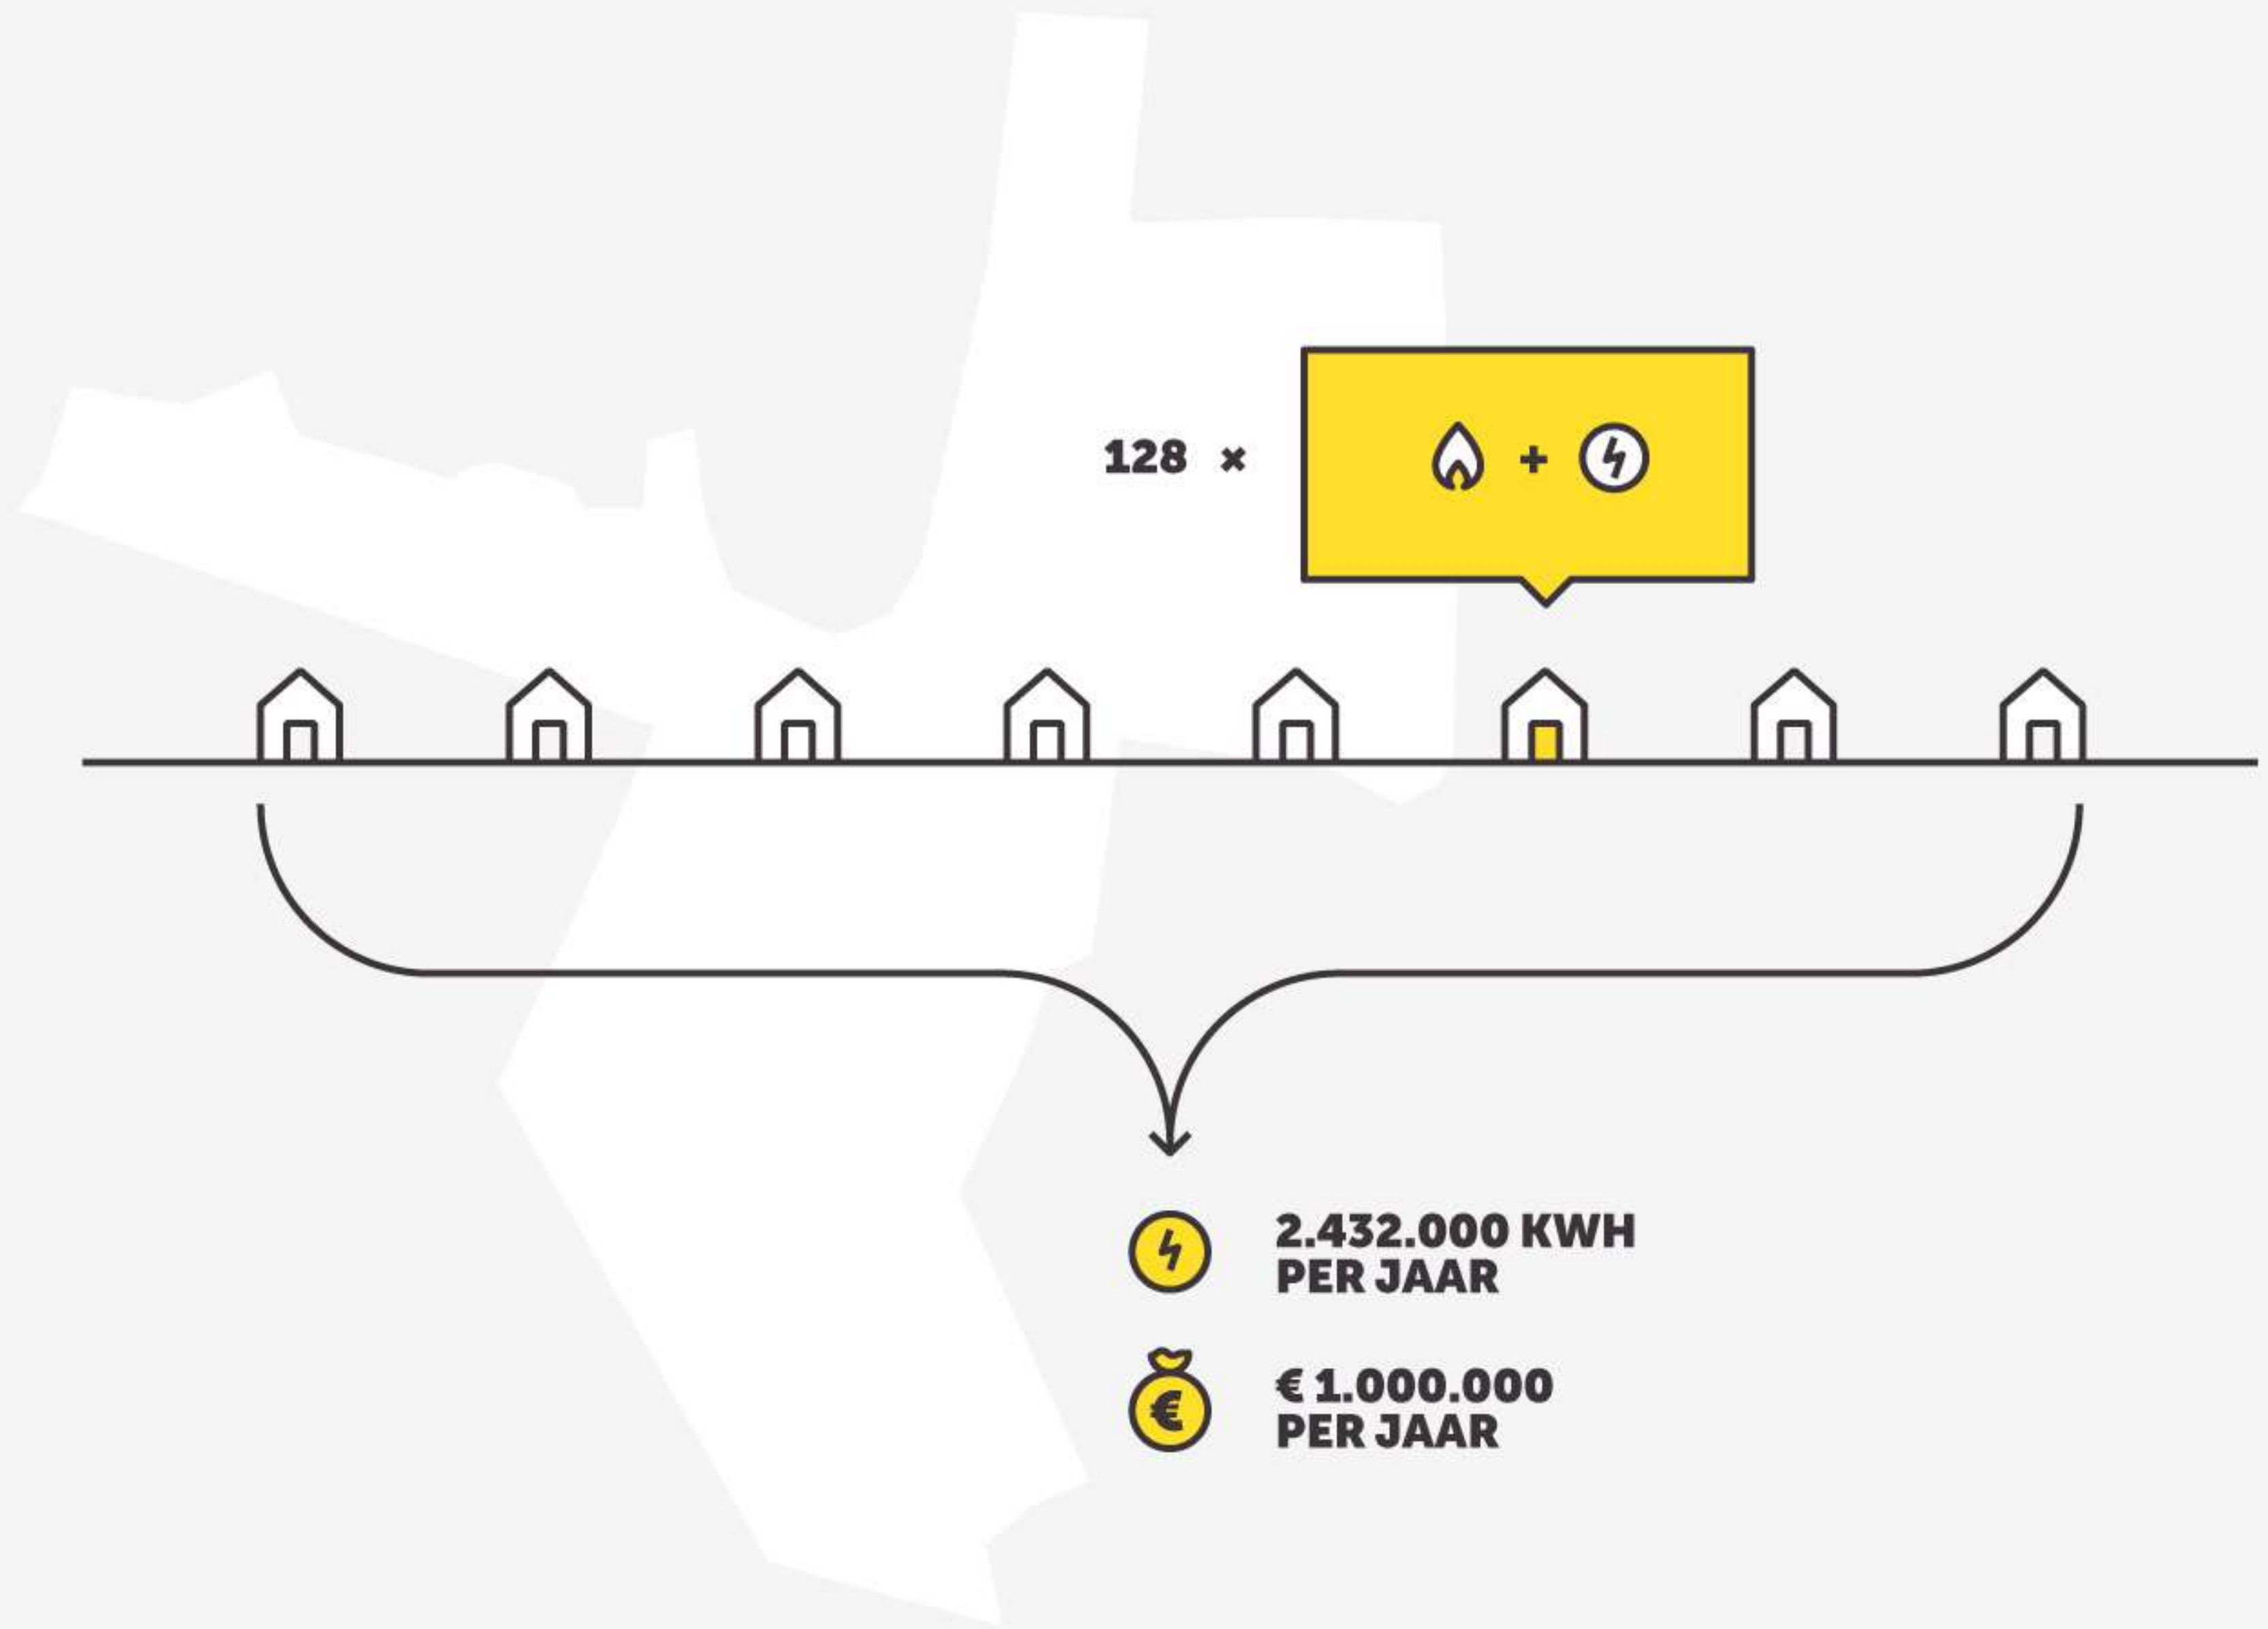 128 ×
+
2.432.000 KWH
PER JAAR
€
€ 1.000.000
PER JAAR